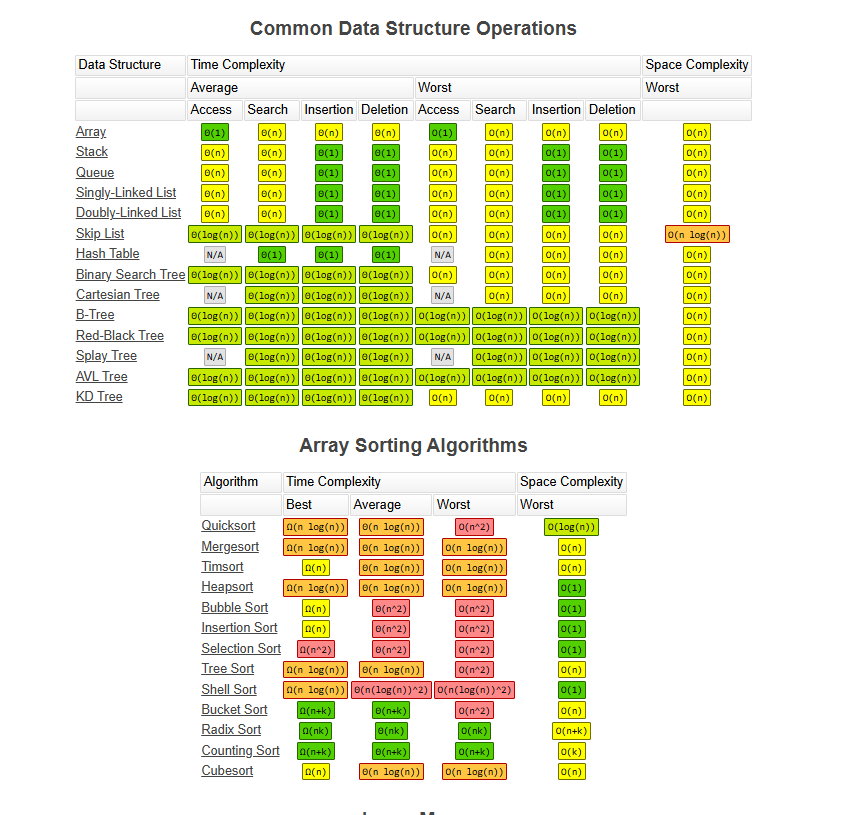 Common Data Structure Operations
Data Structure Time Complexity Space Complexity
Average Worst Worst
Access Search Insertion Deletion Access Search Insertion Deletion
Array Θ(1) Θ(n) Θ(n) Θ(n) O(1) O(n) O(n) O(n) O(n)
Stack Θ(n) Θ(n) Θ(1) Θ(1) O(n) O(n) O(1) O(1) O(n)
Queue Θ(n) Θ(n) Θ(1) Θ(1) O(n) O(n) O(1) O(1) O(n)
Singly-Linked List Θ(n) Θ(n) Θ(1) Θ(1) O(n) O(n) O(1) O(1) O(n)
Doubly-Linked List Θ(n) Θ(n) Θ(1) Θ(1) O(n) O(n) O(1) O(1) O(n)
Skip List Θ(log(n)) Θ(log(n)) Θ(log(n)) Θ(log(n)) O(n) O(n) O(n) O(n) O(n log(n))
Hash Table N/A Θ(1) Θ(1) Θ(1) N/A O(n) O(n) O(n) O(n)
Binary Search Tree Θ(log(n)) Θ(log(n)) Θ(log(n)) Θ(log(n)) O(n) O(n) O(n) O(n) O(n)
Cartesian Tree N/A Θ(log(n)) Θ(log(n)) Θ(log(n)) N/A O(n) O(n) O(n) O(n)
B-Tree Θ(log(n)) Θ(log(n)) Θ(log(n)) Θ(log(n)) O(log(n)) O(log(n)) O(log(n)) O(log(n)) O(n)
Red-Black Tree Θ(log(n)) Θ(log(n)) Θ(log(n)) Θ(log(n)) O(log(n)) O(log(n)) O(log(n)) O(log(n)) O(n)
Splay Tree N/A Θ(log(n)) Θ(log(n)) Θ(log(n)) N/A O(log(n)) O(log(n)) O(log(n)) O(n)
AVL Tree Θ(log(n)) Θ(log(n)) Θ(log(n)) Θ(log(n)) O(log(n)) O(log(n)) O(log(n)) O(log(n)) O(n)
KD Tree Θ(log(n)) Θ(log(n)) Θ(log(n)) Θ(log(n)) O(n) O(n) O(n) O(n) O(n)
Array Sorting Algorithms
Algorithm Time Complexity Space Complexity
Best Average Worst Worst
Quicksort Ω(n log(n)) Θ(n log(n)) O(n^2) O(log(n))
Mergesort Ω(n log(n)) Θ(n log(n)) O(n log(n)) O(n)
Timsort Ω(n) Θ(n log(n)) O(n log(n)) O(n)
Heapsort Ω(n log(n)) Θ(n log(n)) O(n log(n)) O(1)
Bubble Sort Ω(n) Θ(n^2) O(n^2) O(1)
Insertion Sort Ω(n) Θ(n^2) O(n^2) O(1)
Selection Sort Ω(n^2) Θ(n^2) O(n^2) O(1)
Tree Sort Ω(n log(n)) Θ(n log(n)) O(n^2) O(n)
Shell Sort Ω(n log(n)) Θ(n(log(n))^2) O(n(log(n))^2) O(1)
Bucket Sort Ω(n+k) Θ(n+k) O(n^2) O(n)
Radix Sort Ω(nk) Θ(nk) O(nk) O(n+k)
Counting Sort Ω(n+k) Θ(n+k) O(n+k) O(k)
Cubesort Ω(n) Θ(n log(n)) O(n log(n)) O(n)